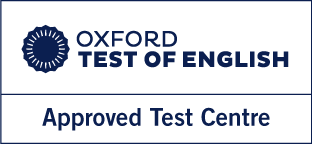 OXFORD
TEST OF ENGLISH
Approved Test Centre